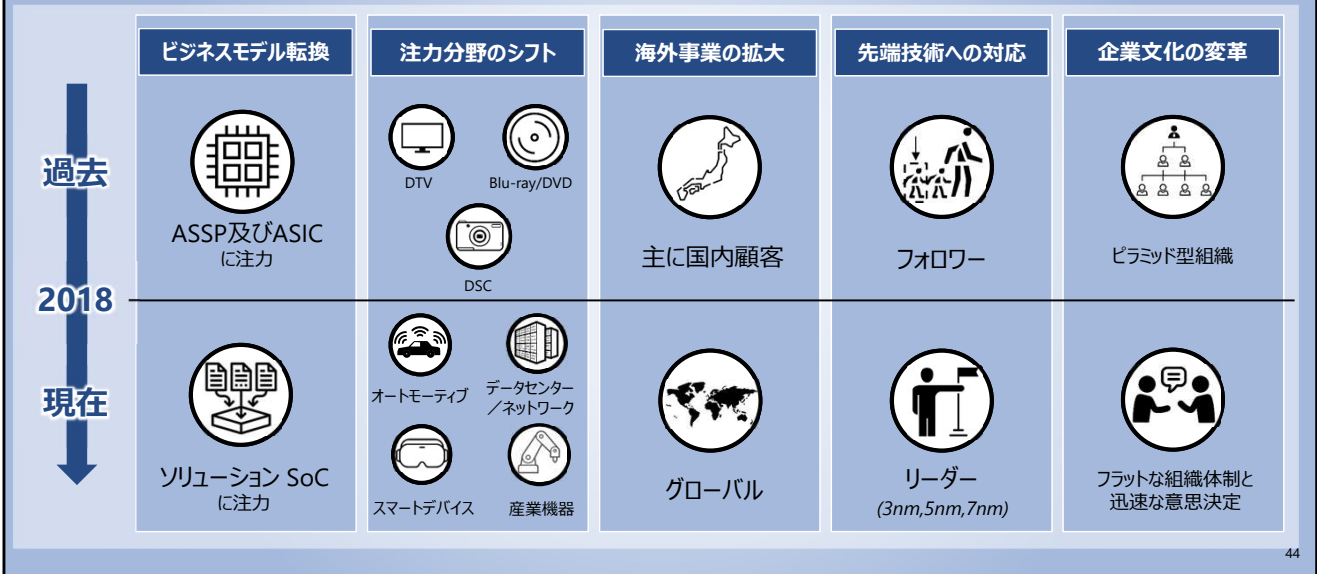 ビジネスモデル転換
注力分野のシフト
海外事業の拡大
先端技術への対応
企業文化の変革
過去
ASSP及びASIC
に注力
DTV
Blu-ray/DVD
DSC
主に国内顧客
フォロワー
ピラミッド型組織
2018
現在
ソリューション SoC
に注力
オートモーティブ
データセンター
／ネットワーク
スマートデバイス
産業機器
グローバル
リーダー
(3nm,5nm,7nm)
フラットな組織体制と
迅速な意思決定
44